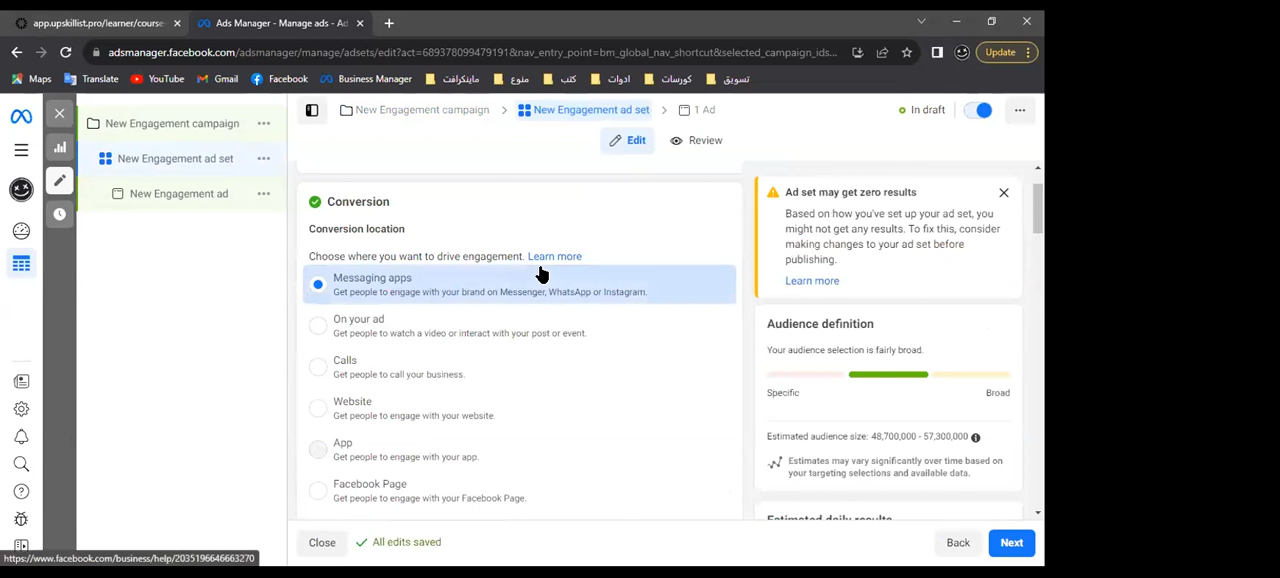 app.upskillist.pro/learner/course
Ads Manager - Manage ads - Ad
adsmanager.facebook.com/adsmanager/manage/adsets/edit?act=689378099479191&nav_entry_point=bm_global_nav_shortcut&selected_campaign_ids...
Update
Maps Translate YouTube Gmail Facebook Business Manager ماينكرافت منوع كتب ادوات كورسات تسويق
New Engagement campaign
New Engagement ad set
New Engagement ad
New Engagement campaign > New Engagement ad set > 1 Ad
In draft
Edit Review
Conversion
Conversion location
Choose where you want to drive engagement. Learn more
Messaging apps
Get people to engage with your brand on Messenger, WhatsApp or Instagram.
On your ad
Get people to watch a video or interact with your post or event.
Calls
Get people to call your business.
Website
Get people to engage with your website.
App
Get people to engage with your app.
Facebook Page
Get people to engage with your Facebook Page.
Ad set may get zero results
Based on how you've set up your ad set, you
might not get any results. To fix this, consider
making changes to your ad set before
publishing.
Learn more
Audience definition
Your audience selection is fairly broad.
Specific Broad
Estimated audience size: 48,700,000 - 57,300,000
Estimates may vary significantly over time based on
your targeting selections and available data.
Estimated daily results
Close All edits saved Back Next
https://www.facebook.com/business/help/2035196646663270